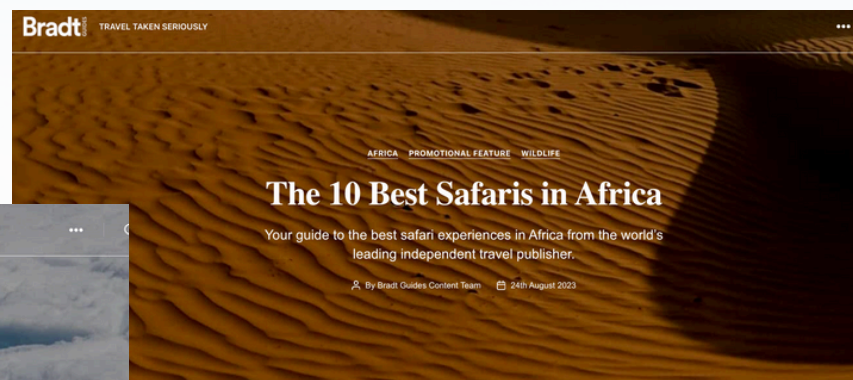 Bradt GUIDES TRAVEL TAKEN SERIOUSLY
AFRICA PROMOTIONAL FEATURE WILDLIFE
The 10 Best Safaris in Africa
Your guide to the best safari experiences in Africa from the world's
leading independent travel publisher.
By Bradt Guides Content Team 24th August 2023